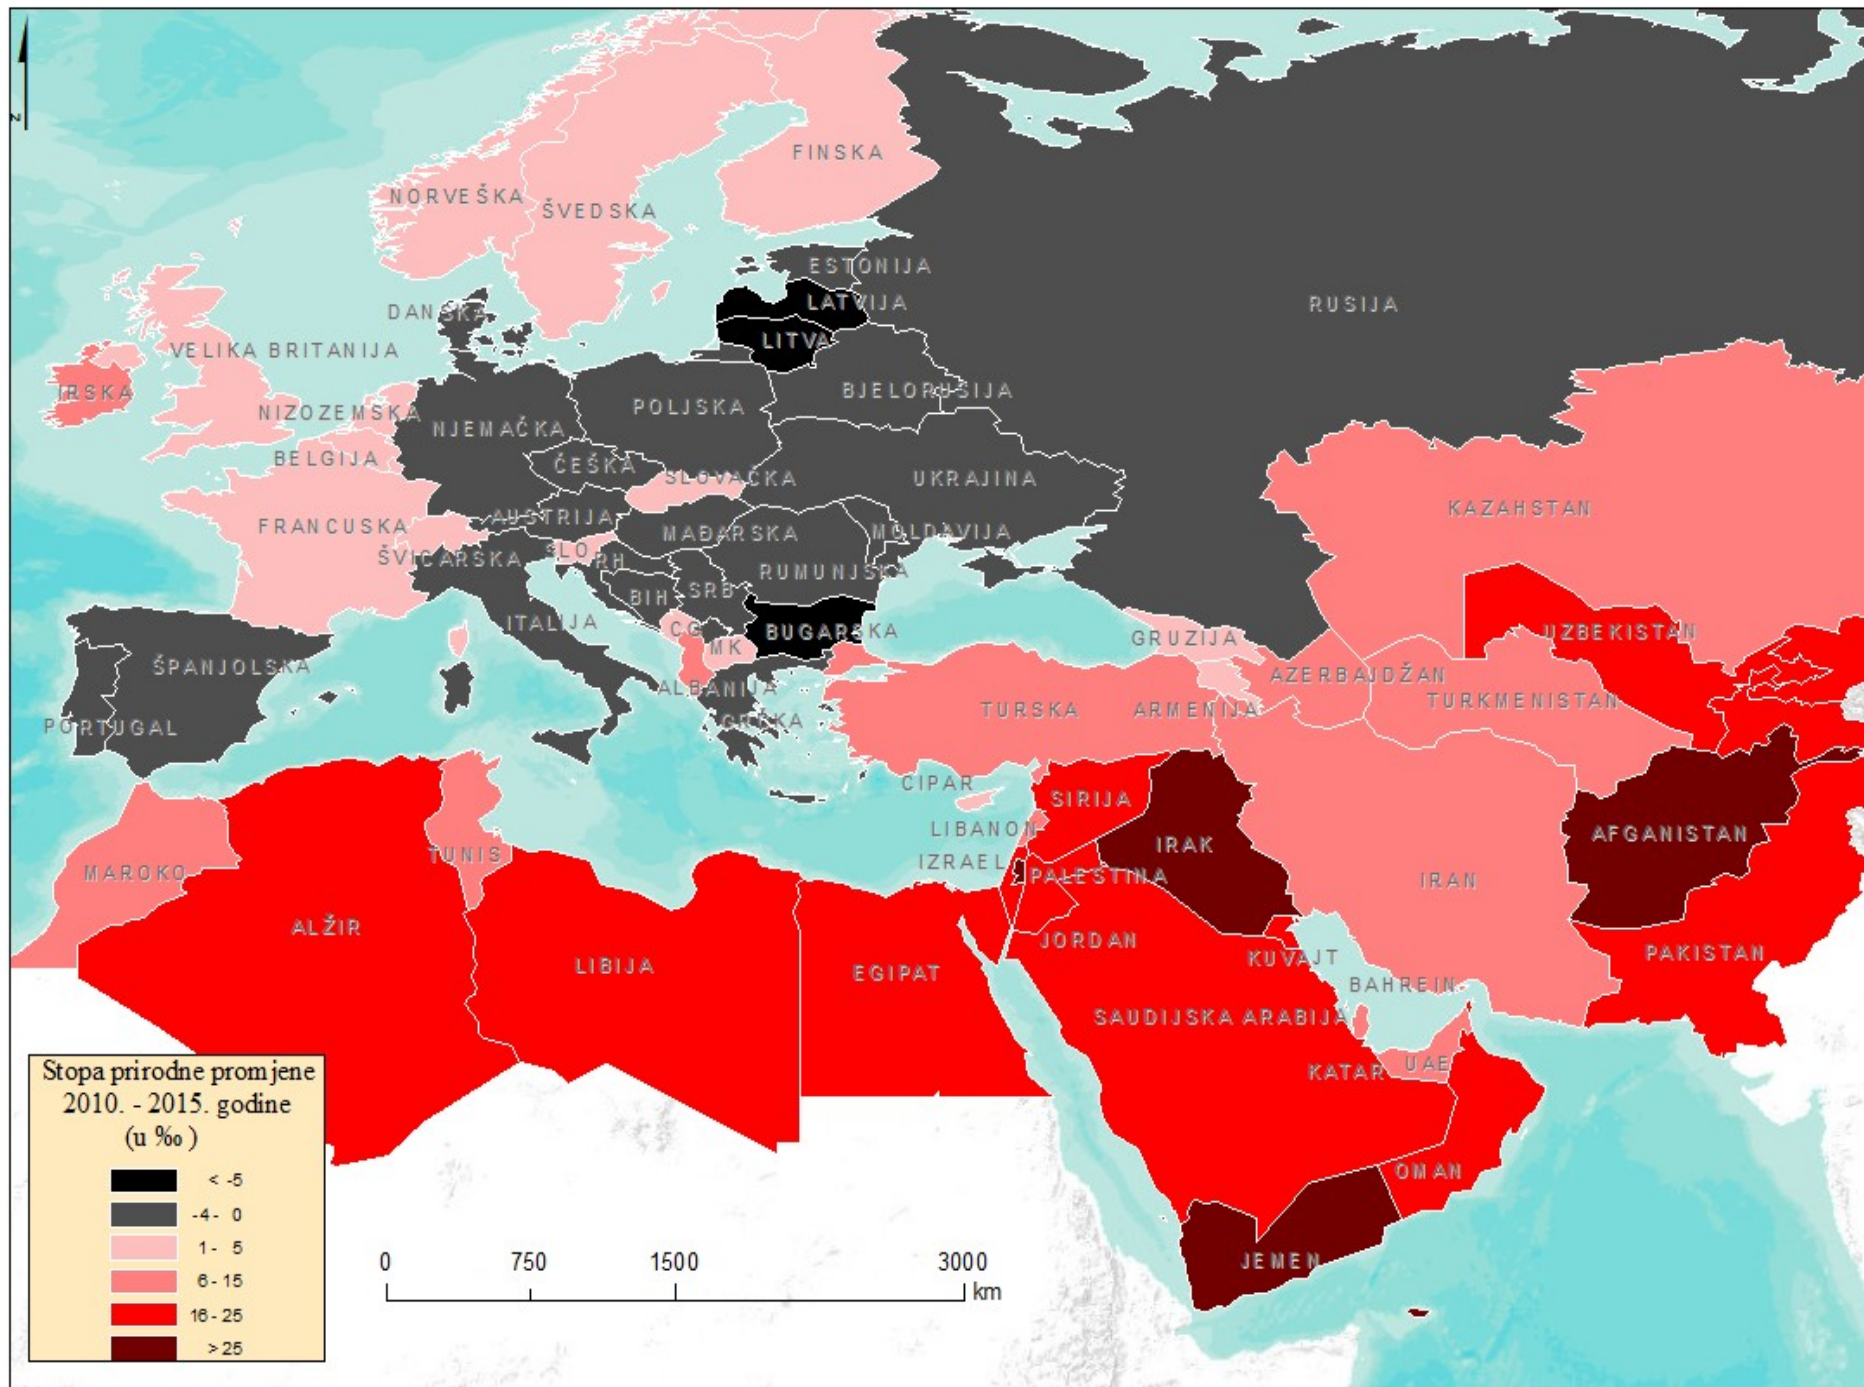 N
FINSKA
NORVEŠKA
ŠVEDSKA
ESTONIJA
LATVIJA
RUSIJA
DANSKA
LITVA
VELIKA BRITANIJA
IRSKA
BJELORUSIJA
NIZOZEMSKA
POLJSKA
NJEMAČKA
BELGIJA
ČEŠKA
SLOVAČKA
UKRAJINA
KAZAHSTAN
FRANCUSKA
AUSTRIJA
MAĐARSKA
MOLDAVIJA
ŠVICARSKA
SLO
RH
RUMUNJSKA
BIH
SRB
ITALIJA
CG
BUGARSKA
GRUZIJA
UZBEKISTAN
MK
ŠPANJOLSKA
AZERBAJDŽAN
ALBANIJA
TURKMENISTAN
TURSKA
ARMENIJA
PORTUGAL
GRČKA
CIPAR
SIRIJA
LIBANON
IRAK
AFGANISTAN
TUNIS
IZRAEL
MAROKO
PALESTINA
IRAN
ALŽIR
JORDAN
LIBIJA
EGIPAT
KUVAJT
PAKISTAN
BAHREIN
SAUDIJSKA ARABIJA
KATAR
UAE
OMAN
JEMEN
Stopa prirodne promjene
2010. - 2015. godine
(u ‰ )
< -5
-4 - 0
1 - 5
6 - 15
16 - 25
> 25
0 750 1500 3000
km